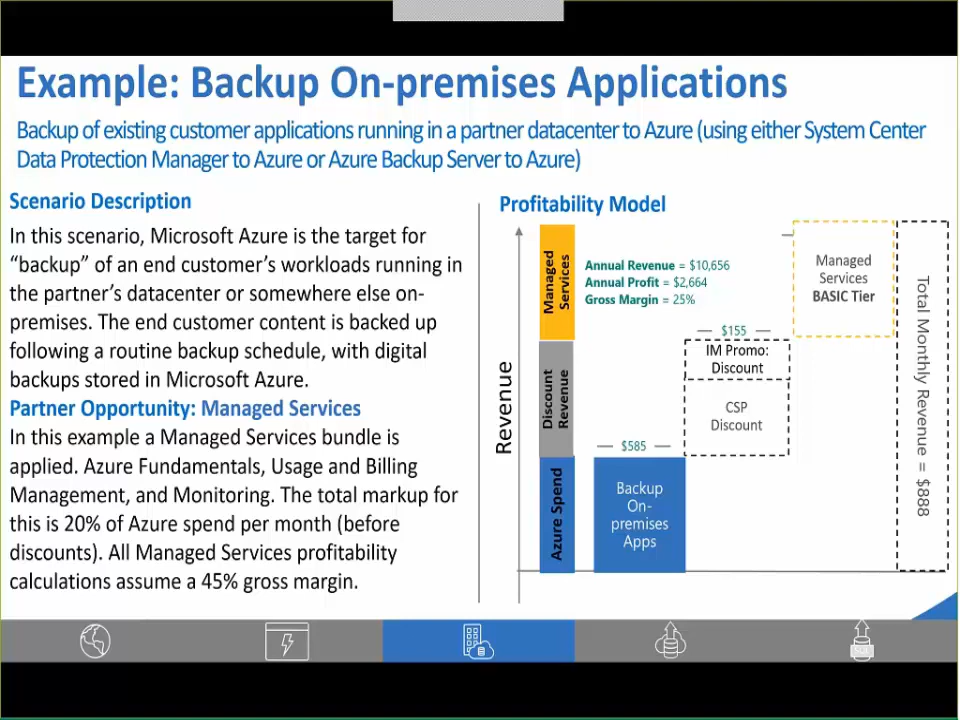 Example: Backup On-premises Applications
Backup of existing customer applications running in a partner datacenter to Azure (using either System Center
Data Protection Manager to Azure or Azure Backup Server to Azure)
Scenario Description
In this scenario, Microsoft Azure is the target for
“backup” of an end customer’s workloads running in
the partner’s datacenter or somewhere else on-
premises. The end customer content is backed up
following a routine backup schedule, with digital
backups stored in Microsoft Azure.
Partner Opportunity: Managed Services
In this example a Managed Services bundle is
applied. Azure Fundamentals, Usage and Billing
Management, and Monitoring. The total markup for
this is 20% of Azure spend per month (before
discounts). All Managed Services profitability
calculations assume a 45% gross margin.
Profitability Model
Revenue
Managed
Services
Discount
Revenue
Azure Spend
Annual Revenue = $10,656
Annual Profit = $2,664
Gross Margin = 25%
$585
Backup
On-
premises
Apps
$155
IM Promo:
Discount
CSP
Discount
Managed
Services
BASIC Tier
Total Monthly Revenue = $888
SQL